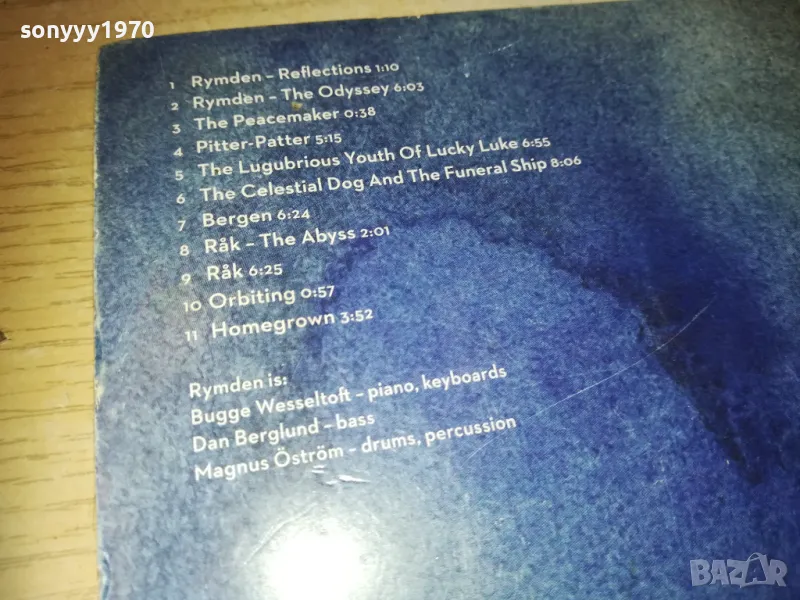 sonyyy1970
1 Rymden – Reflections 1:10
2 Rymden – The Odyssey 6:03
3 The Peacemaker 0:38
4 Pitter-Patter 5:15
5 The Lugubrious Youth Of Lucky Luke 6:55
6 The Celestial Dog And The Funeral Ship 8:06
7 Bergen 6:24
8 Råk – The Abyss 2:01
9 Råk 6:25
10 Orbiting 0:57
11 Homegrown 3:52
Rymden is:
Bugge Wesseltoft – piano, keyboards
Dan Berglund – bass
Magnus Öström – drums, percussion
BAZAR
bazar.bg